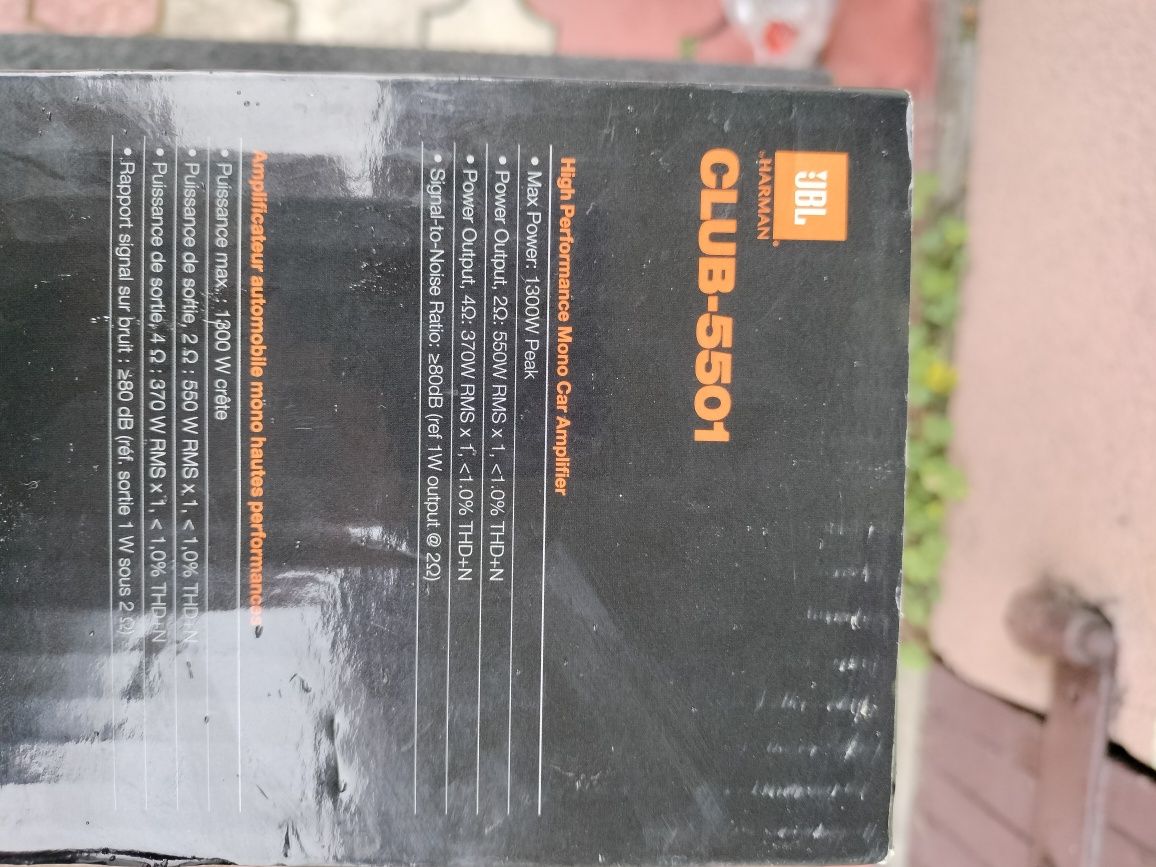 JBL
by HARMAN
CLUB-5501
High Performance Mono Car Amplifier
• Max Power: 1300W Peak
• Power Output, 2Ω: 550W RMS x 1, <1.0% THD+N
• Power Output, 4Ω: 370W RMS x 1, <1.0% THD+N
• Signal-to-Noise Ratio: ≥80dB (ref 1W output @ 2Ω)
Amplificateur automobile mono hautes performances
• Puissance max. : 1300 W crête
• Puissance de sortie, 2 Ω : 550 W RMS x 1, < 1,0% THD+N
• Puissance de sortie, 4 Ω : 370 W RMS x 1, < 1,0% THD+N
• Rapport signal sur bruit : ≥80 dB (réf. sortie 1 W sous 2 Ω)